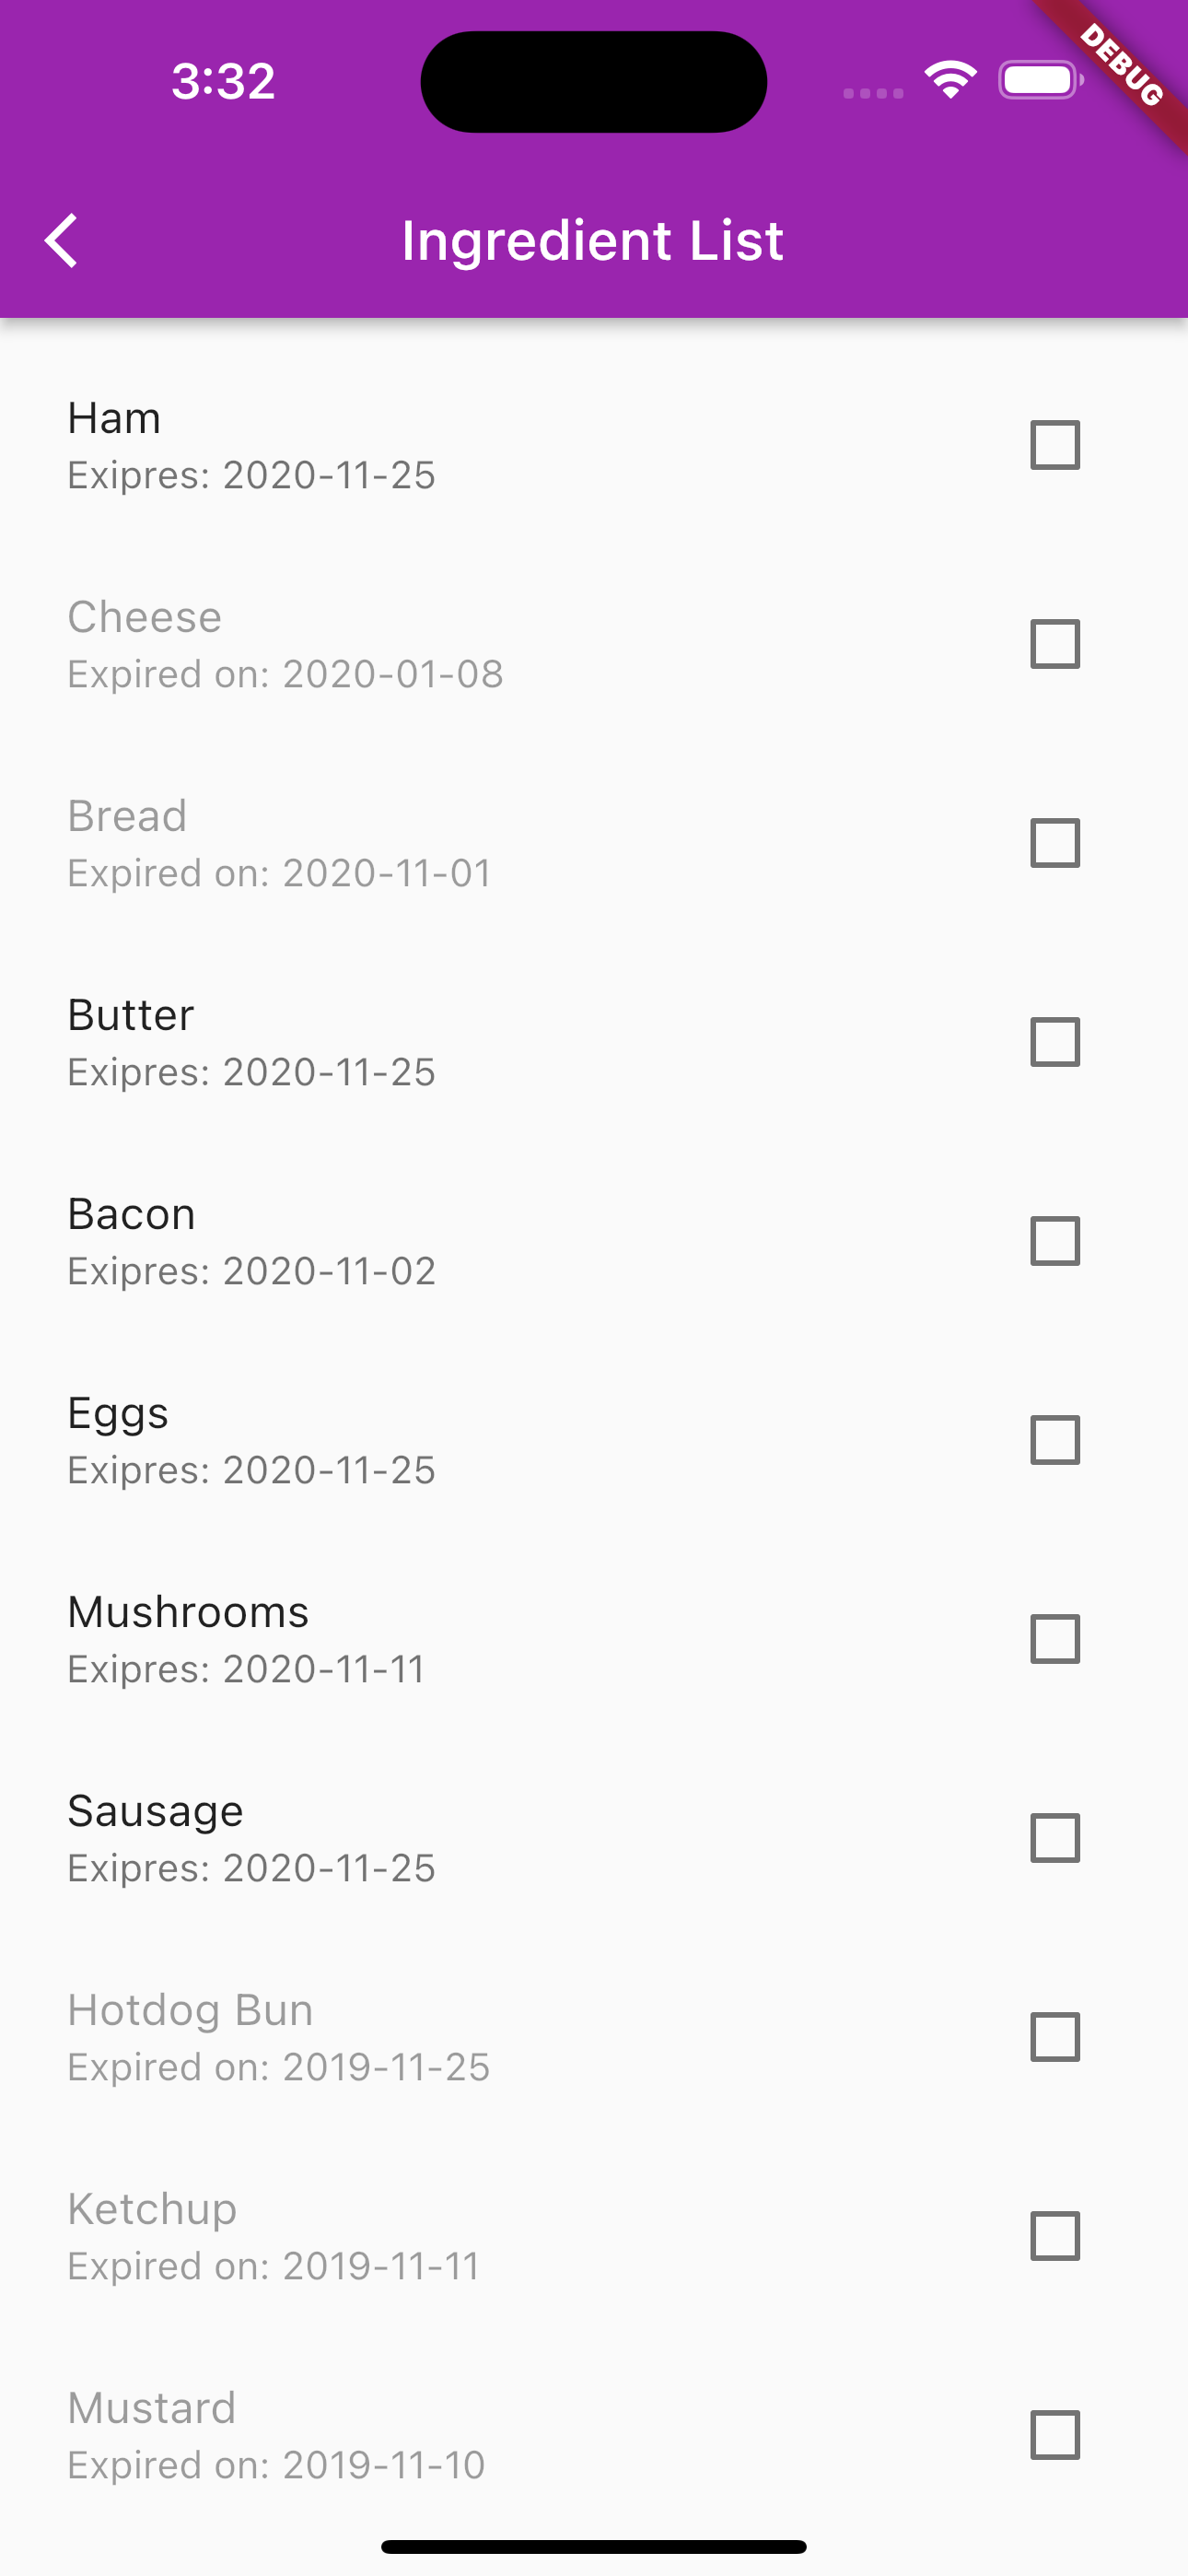 3:32
DEBUG
Ingredient List
Ham
Exipres: 2020-11-25
Cheese
Expired on: 2020-01-08
Bread
Expired on: 2020-11-01
Butter
Exipres: 2020-11-25
Bacon
Exipres: 2020-11-02
Eggs
Exipres: 2020-11-25
Mushrooms
Exipres: 2020-11-11
Sausage
Exipres: 2020-11-25
Hotdog Bun
Expired on: 2019-11-25
Ketchup
Expired on: 2019-11-11
Mustard
Expired on: 2019-11-10